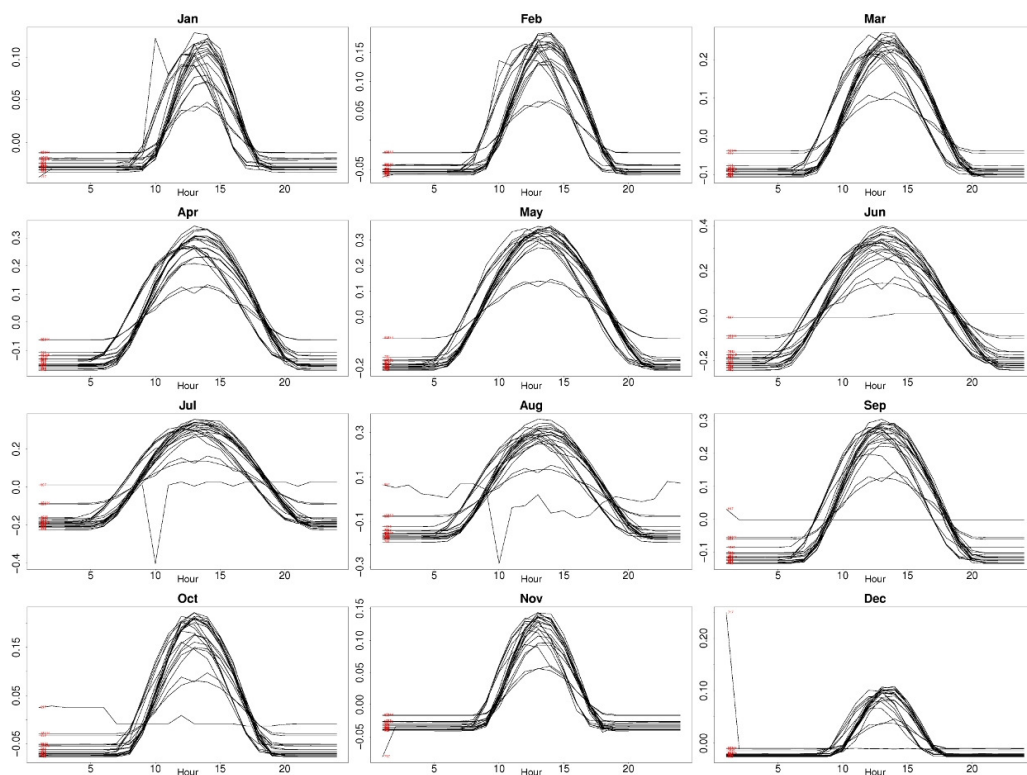 Jan
Feb
Mar
0.00 0.05 0.10
−0.05 0.05 0.10 0.15
−0.1 0.0 0.1 0.2
5 10 15 20
5 10 15 20
5 10 15 20
Hour
Hour
Hour
Apr
May
Jun
−0.1 0.0 0.1 0.2 0.3
−0.2 0.0 0.1 0.2 0.3
−0.2 0.0 0.2 0.4
5 10 15 20
5 10 15 20
5 10 15 20
Hour
Hour
Hour
Jul
Aug
Sep
−0.4 −0.2 0.0 0.2
−0.3 −0.1 0.1 0.3
−0.1 0.0 0.1 0.2 0.3
5 10 15 20
5 10 15 20
5 10 15 20
Hour
Hour
Hour
Oct
Nov
Dec
−0.05 0.05 0.15
−0.05 0.00 0.05 0.10 0.15
0.00 0.10 0.20
5 10 15 20
5 10 15 20
5 10 15 20
Hour
Hour
Hour